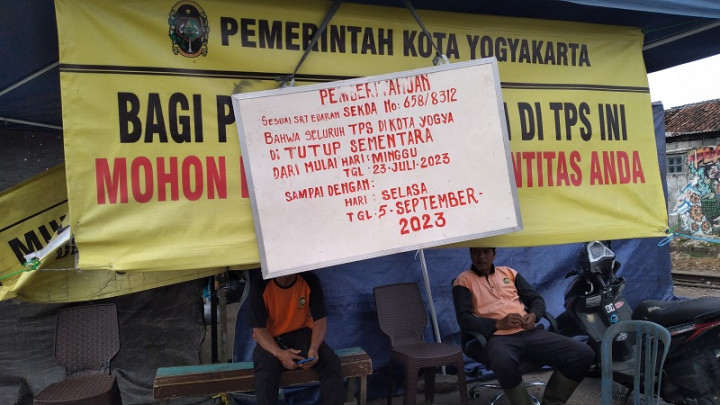 PEMERINTAH KOTA YOGYAKARTA
BAGI P DI TPS INI
MOHON NTITAS ANDA
PEMBERITAHUAN
SESUAI SRT EDARAN SEKDA No: 658/8312
BAHWA SELURUH TPS DI KOTA YOGYA
DI TUTUP SEMENTARA
DARI MULAI HARI: MINGGU
TGL: 23-JULI-2023
SAMPAI DENGAN:
HARI: SELASA
TGL: 5-SEPTEMBER-
2023